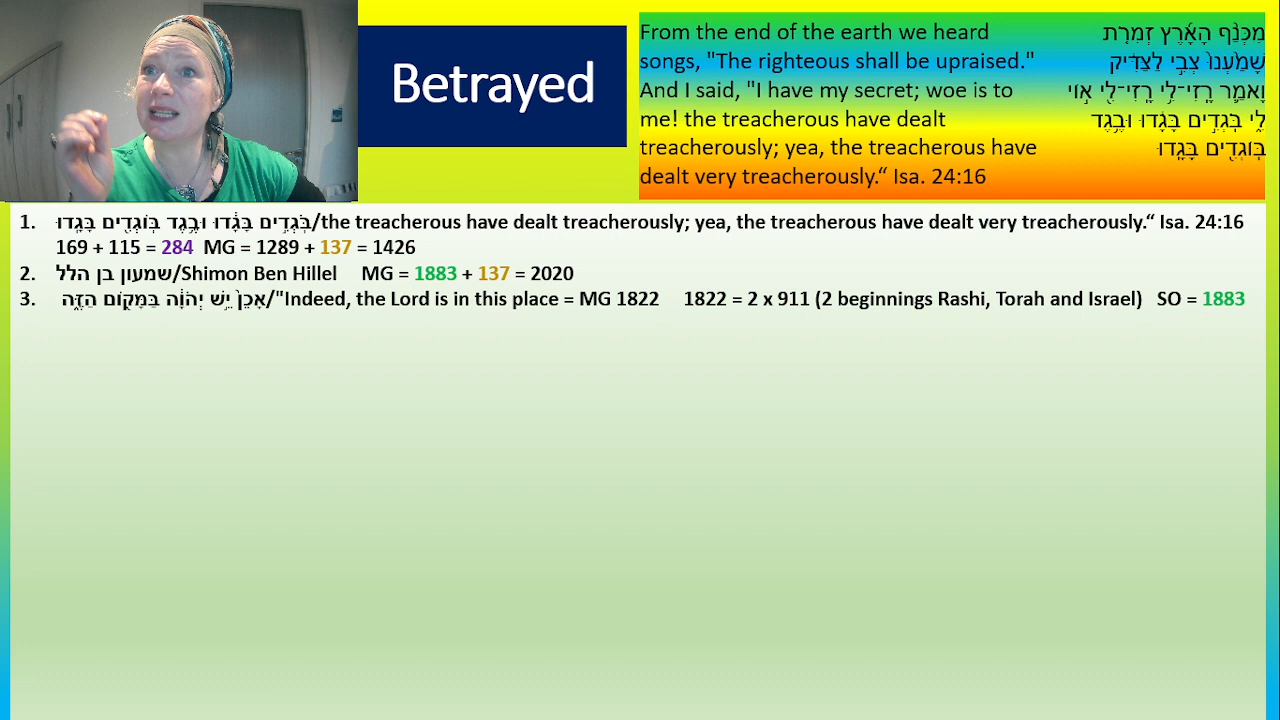 Betrayed
From the end of the earth we heard
songs, "The righteous shall be upraised."
And I said, "I have my secret; woe is to
me! the treacherous have dealt
treacherously; yea, the treacherous have
dealt very treacherously.“ Isa. 24:16
מִכְּנַ֨ף הָאָ֜רֶץ זְמִרֹ֤ת
שָׁמַ֙עְנוּ֙ צְבִ֣י לַצַּדִּ֔יק
וָאֹמַ֛ר רָזִי־לִ֥י רָזִי־לִ֖י א֣וֹי
לִ֑י בֹּגְדִ֣ים בָּגָ֔דוּ וּבֶ֥גֶד
בּוֹגְדִ֖ים בָּגָֽדוּ
1. בֹּגְדִ֣ים בָּגָ֔דוּ וּבֶ֥גֶד בּוֹגְדִ֖ים בָּגָֽדוּ/the treacherous have dealt treacherously; yea, the treacherous have dealt very treacherously.“ Isa. 24:16
169 + 115 = 284 MG = 1289 + 137 = 1426
2. שמעון בן הלל/Shimon Ben Hillel MG = 1883 + 137 = 2020
3. אָכֵן֙ יֵ֣שׁ יְהֹוָ֔ה בַּמָּק֖וֹם הַזֶּ֑ה/"Indeed, the Lord is in this place = MG 1822 1822 = 2 x 911 (2 beginnings Rashi, Torah and Israel) SO = 1883